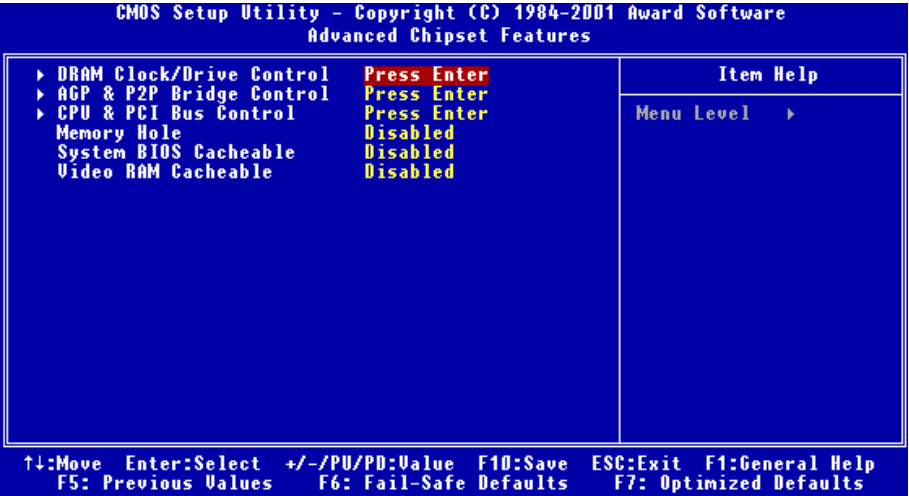 CMOS Setup Utility - Copyright (C) 1984-2001 Award Software
Advanced Chipset Features
DRAM Clock/Drive Control Press Enter
AGP & P2P Bridge Control Press Enter
CPU & PCI Bus Control Press Enter
Memory Hole Disabled
System BIOS Cacheable Disabled
Video RAM Cacheable Disabled
Item Help
Menu Level
↑↓:Move Enter:Select +/-/PU/PD:Value F10:Save ESC:Exit F1:General Help
F5: Previous Values F6: Fail-Safe Defaults F7: Optimized Defaults